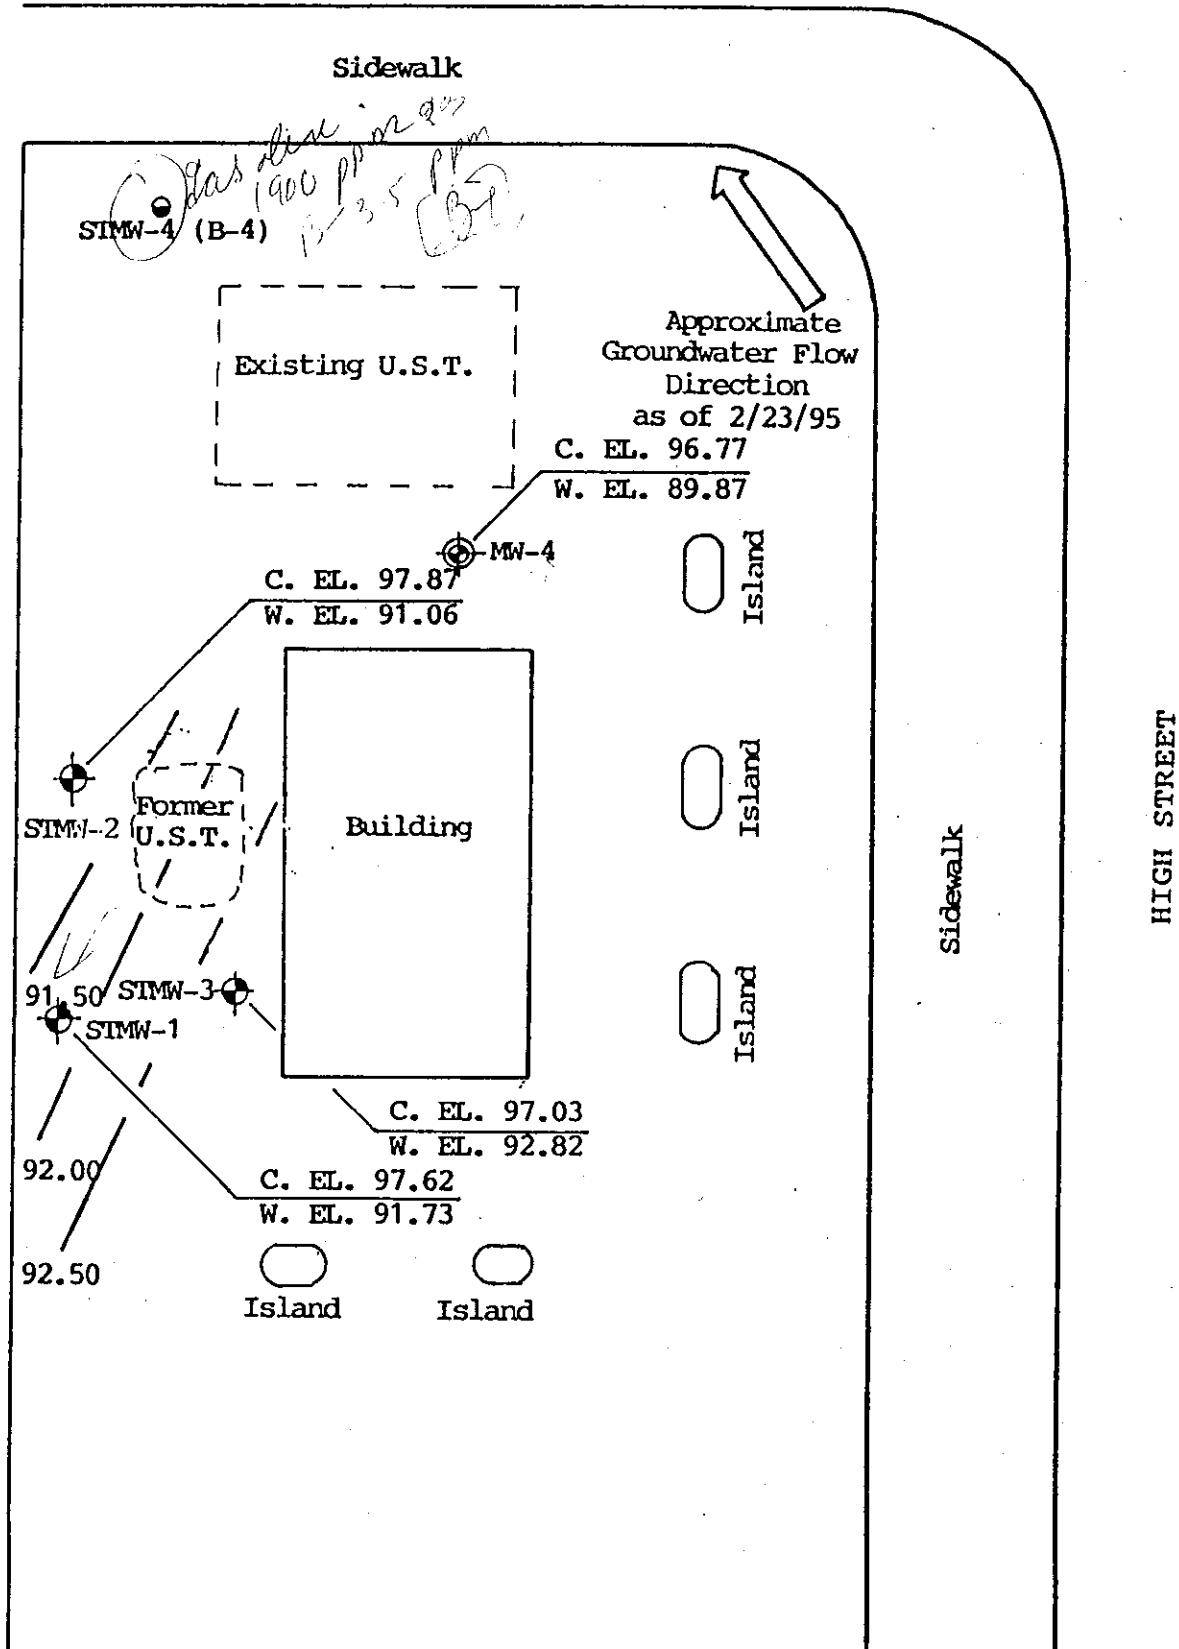 Sidewalk
Gasoline
1900 ppm
B- 3.5 ppm
STMW-4 (B-4)
Existing U.S.T.
Approximate
Groundwater Flow
Direction
as of 2/23/95
C. EL. 96.77
W. EL. 89.87
MW-4
Island
C. EL. 97.87
W. EL. 91.06
STMW-2
Former
U.S.T.
Building
Island
HIGH STREET
Sidewalk
91.50
STMW-3
STMW-1
Island
C. EL. 97.03
W. EL. 92.82
92.00
C. EL. 97.62
W. EL. 91.73
92.50
Island
Island